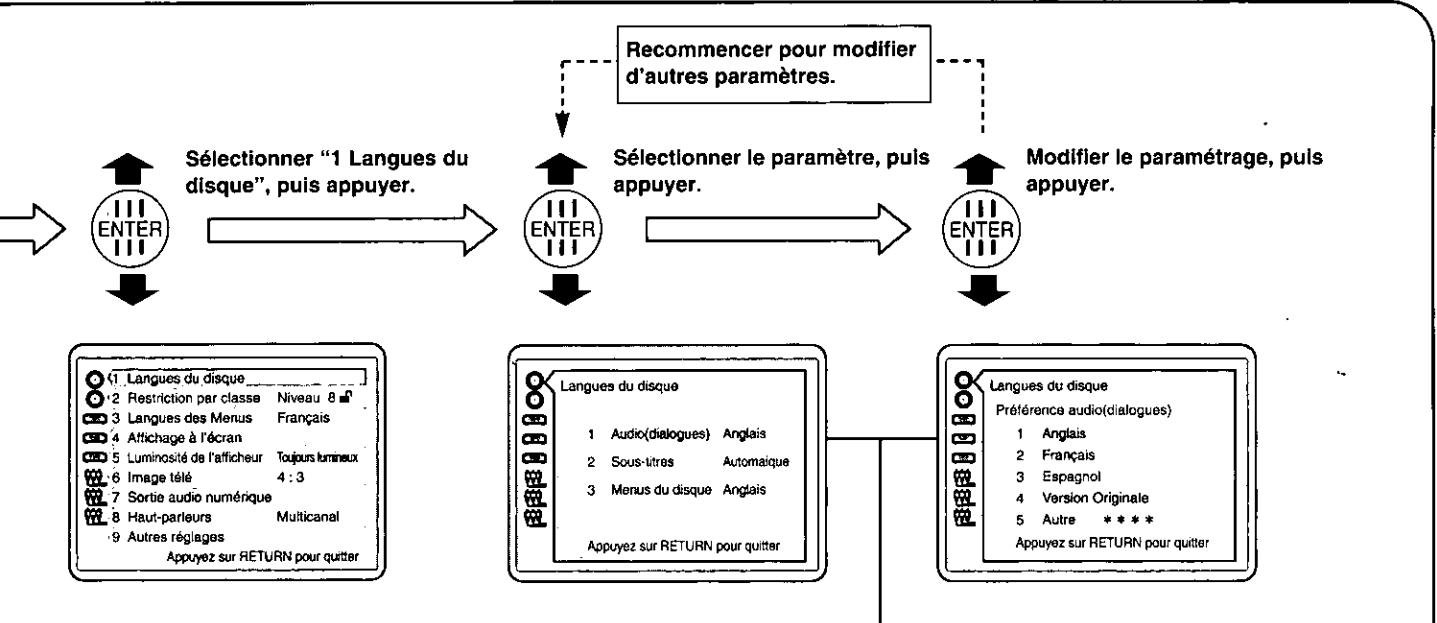 Recommencer pour modifier
d'autres paramètres.
Sélectionner “1 Langues du
disque”, puis appuyer.
ENTER
Sélectionner le paramètre, puis
appuyer.
ENTER
Modifier le paramétrage, puis
appuyer.
ENTER
1 Langues du disque
2 Restriction par classe Niveau 8
3 Langues des Menus Français
4 Affichage à l'écran
5 Luminosité de l'afficheur Toujours lumineux
6 Image télé 4 : 3
7 Sortie audio numérique
8 Haut-parleurs Multicanal
9 Autres réglages
Appuyez sur RETURN pour quitter
Langues du disque
1 Audio(dialogues) Anglais
2 Sous-titres Automaique
3 Menus du disque Anglais
Appuyez sur RETURN pour quitter
Langues du disque
Préférence audio(dialogues)
1 Anglais
2 Français
3 Espagnol
4 Version Originale
5 Autre * * * *
Appuyez sur RETURN pour quitter